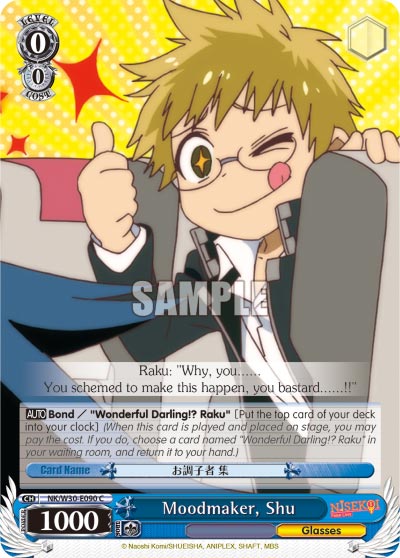 LEVEL
0
0
COST
SAMPLE
Raku: "Why, you......
You schemed to make this happen, you bastard......!!"
AUTO Bond ／ "Wonderful Darling!? Raku" [Put the top card of your deck
into your clock] (When this card is played and placed on stage, you may
pay the cost. If you do, choose a card named "Wonderful Darling!? Raku" in your
waiting room, and return it to your hand.)
Card Name
お調子者 集
CH NK/W30-E090 C
POWER
1000
Moodmaker, Shu
NISEKOI
False Love
Glasses
© Naoshi Komi/SHUEISHA, ANIPLEX, SHAFT, MBS